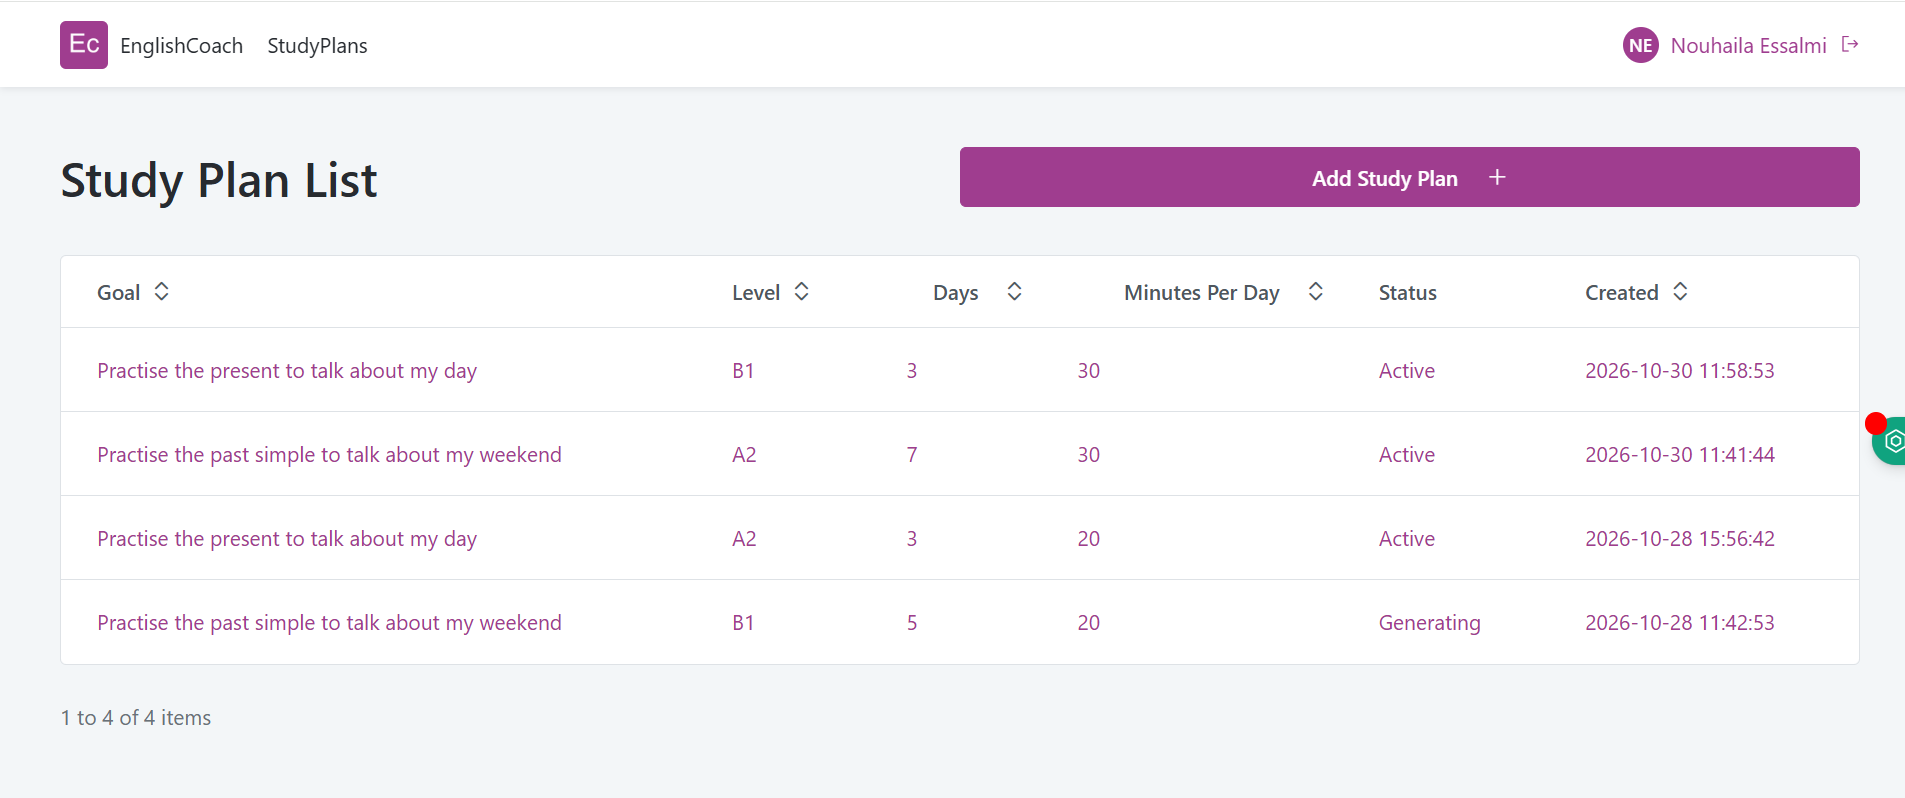 Ec EnglishCoach StudyPlans NE Nouhaila Essalmi
Study Plan List
Add Study Plan +
Goal Level Days Minutes Per Day Status Created
Practise the present to talk about my day B1 3 30 Active 2026-10-30 11:58:53
Practise the past simple to talk about my weekend A2 7 30 Active 2026-10-30 11:41:44
Practise the present to talk about my day A2 3 20 Active 2026-10-28 15:56:42
Practise the past simple to talk about my weekend B1 5 20 Generating 2026-10-28 11:42:53
1 to 4 of 4 items